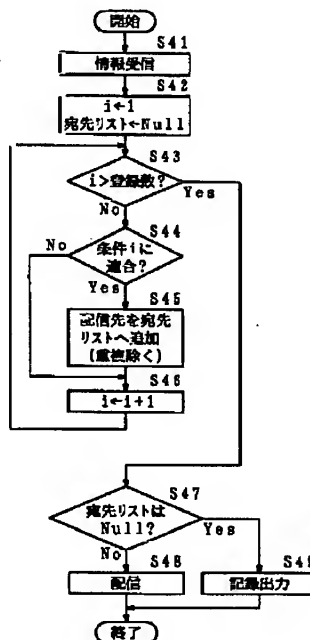 開始
S41
情報受信
S42
i←1
宛先リスト←Null
S43
i>登録数?
Yes
No
S44
No
条件iに
適合?
Yes
S45
配信先を宛先
リストへ追加
(重複除く)
S46
i←i+1
S47
宛先リストは
Null?
Yes
No
S48
S49
配信
記録出力
終了